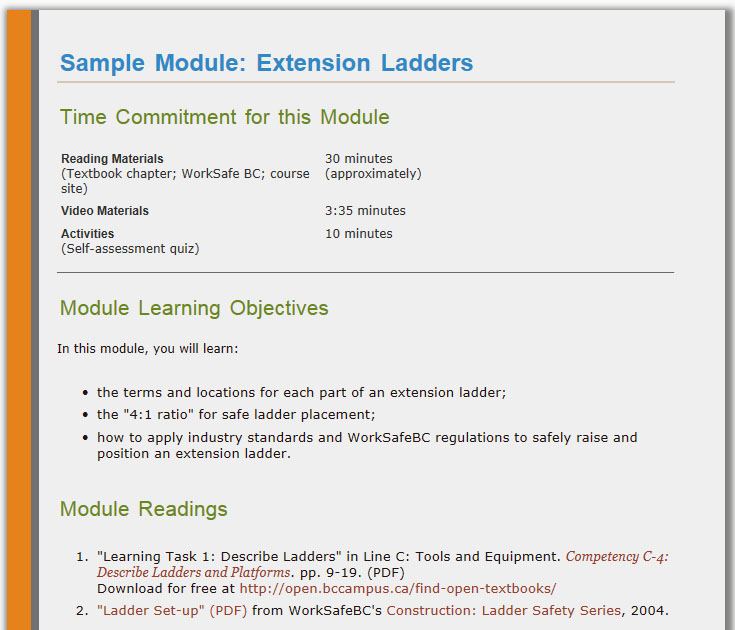 Sample Module: Extension Ladders
Time Commitment for this Module
Reading Materials 30 minutes
(Textbook chapter; WorkSafe BC; course (approximately)
site)
Video Materials 3:35 minutes
Activities 10 minutes
(Self-assessment quiz)
Module Learning Objectives
In this module, you will learn:
• the terms and locations for each part of an extension ladder;
• the "4:1 ratio" for safe ladder placement;
• how to apply industry standards and WorkSafeBC regulations to safely raise and
position an extension ladder.
Module Readings
1. "Learning Task 1: Describe Ladders" in Line C: Tools and Equipment. Competency C-4:
Describe Ladders and Platforms. pp. 9-19. (PDF)
Download for free at http://open.bccampus.ca/find-open-textbooks/
2. "Ladder Set-up" (PDF) from WorkSafeBC's Construction: Ladder Safety Series, 2004.